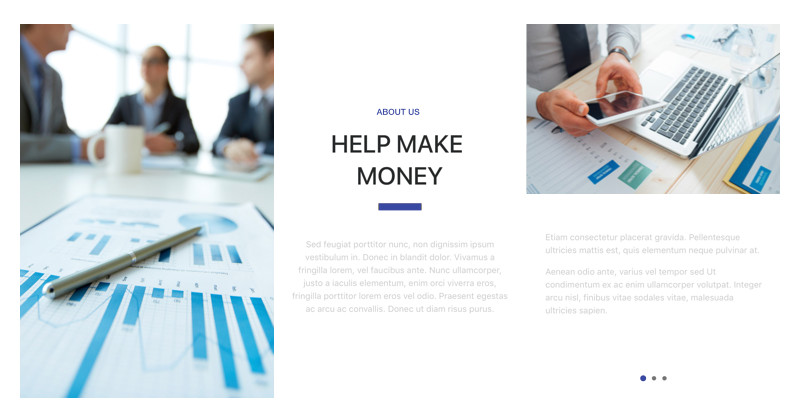 ABOUT US
HELP MAKE
MONEY
Sed feugiat porttitor nunc, non dignissim ipsum
vestibulum in. Donec in blandit dolor. Vivamus a
fringilla lorem, vel faucibus ante. Nunc ullamcorper,
justo a iaculis elementum, enim orci viverra eros,
fringilla porttitor lorem eros vel odio. Praesent egestas
ac arcu ac convallis. Donec ut diam risus purus.
Etiam consectetur placerat gravida. Pellentesque
ultricies mattis est, quis elementum neque pulvinar at.
Aenean odio ante, varius vel tempor sed Ut
condimentum ex ac enim ullamcorper volutpat. Integer
arcu nisl, finibus vitae sodales vitae, malesuada
ultricies sapien.